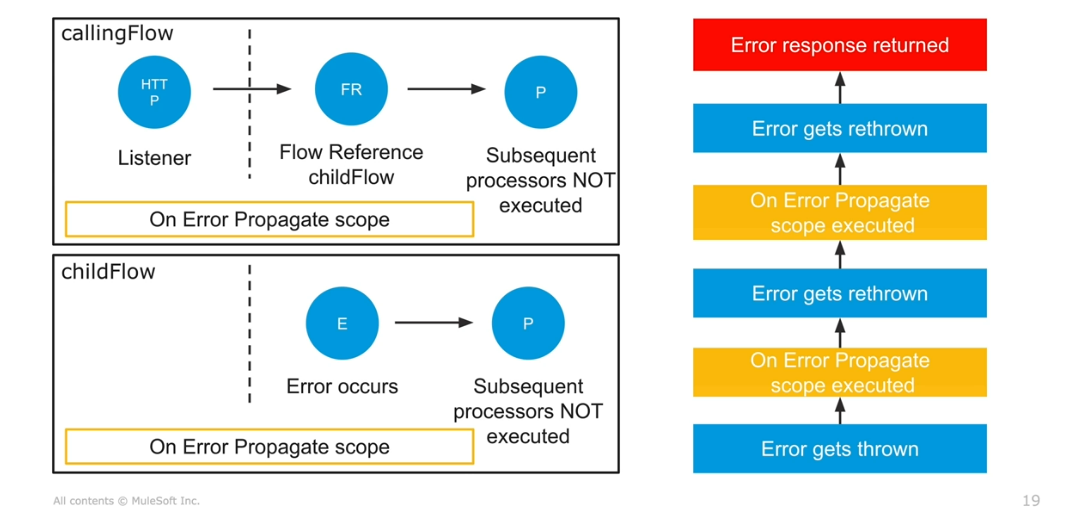 callingFlow
HTT
P
FR
P
Listener
Flow Reference
childFlow
Subsequent
processors NOT
executed
On Error Propagate scope
childFlow
E
P
Error occurs
Subsequent
processors NOT
executed
On Error Propagate scope
Error response returned
Error gets rethrown
On Error Propagate
scope executed
Error gets rethrown
On Error Propagate
scope executed
Error gets thrown
All contents © MuleSoft Inc.
19